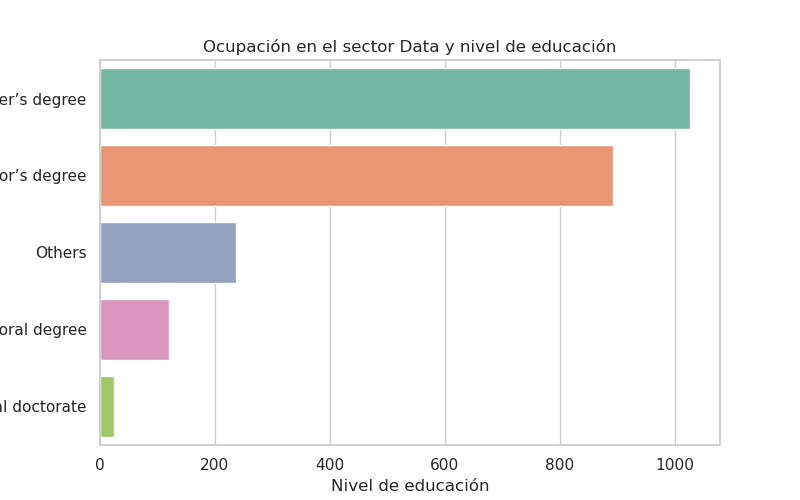 Ocupación en el sector Data y nivel de educación
er’s degree
or’s degree
Others
oral degree
al doctorate
0 200 400 600 800 1000
Nivel de educación